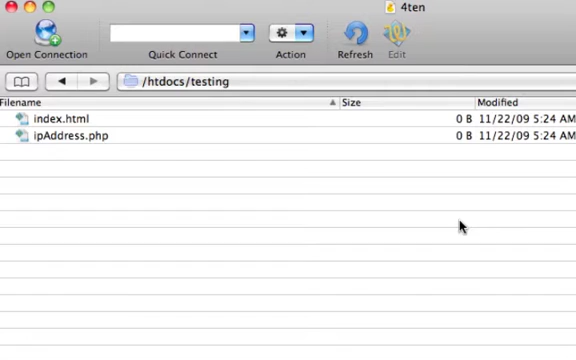 4ten
Open Connection Quick Connect Action Refresh Edit
/htdocs/testing
Filename Size Modified
index.html 0 B 11/22/09 5:24 AM
ipAddress.php 0 B 11/22/09 5:24 AM